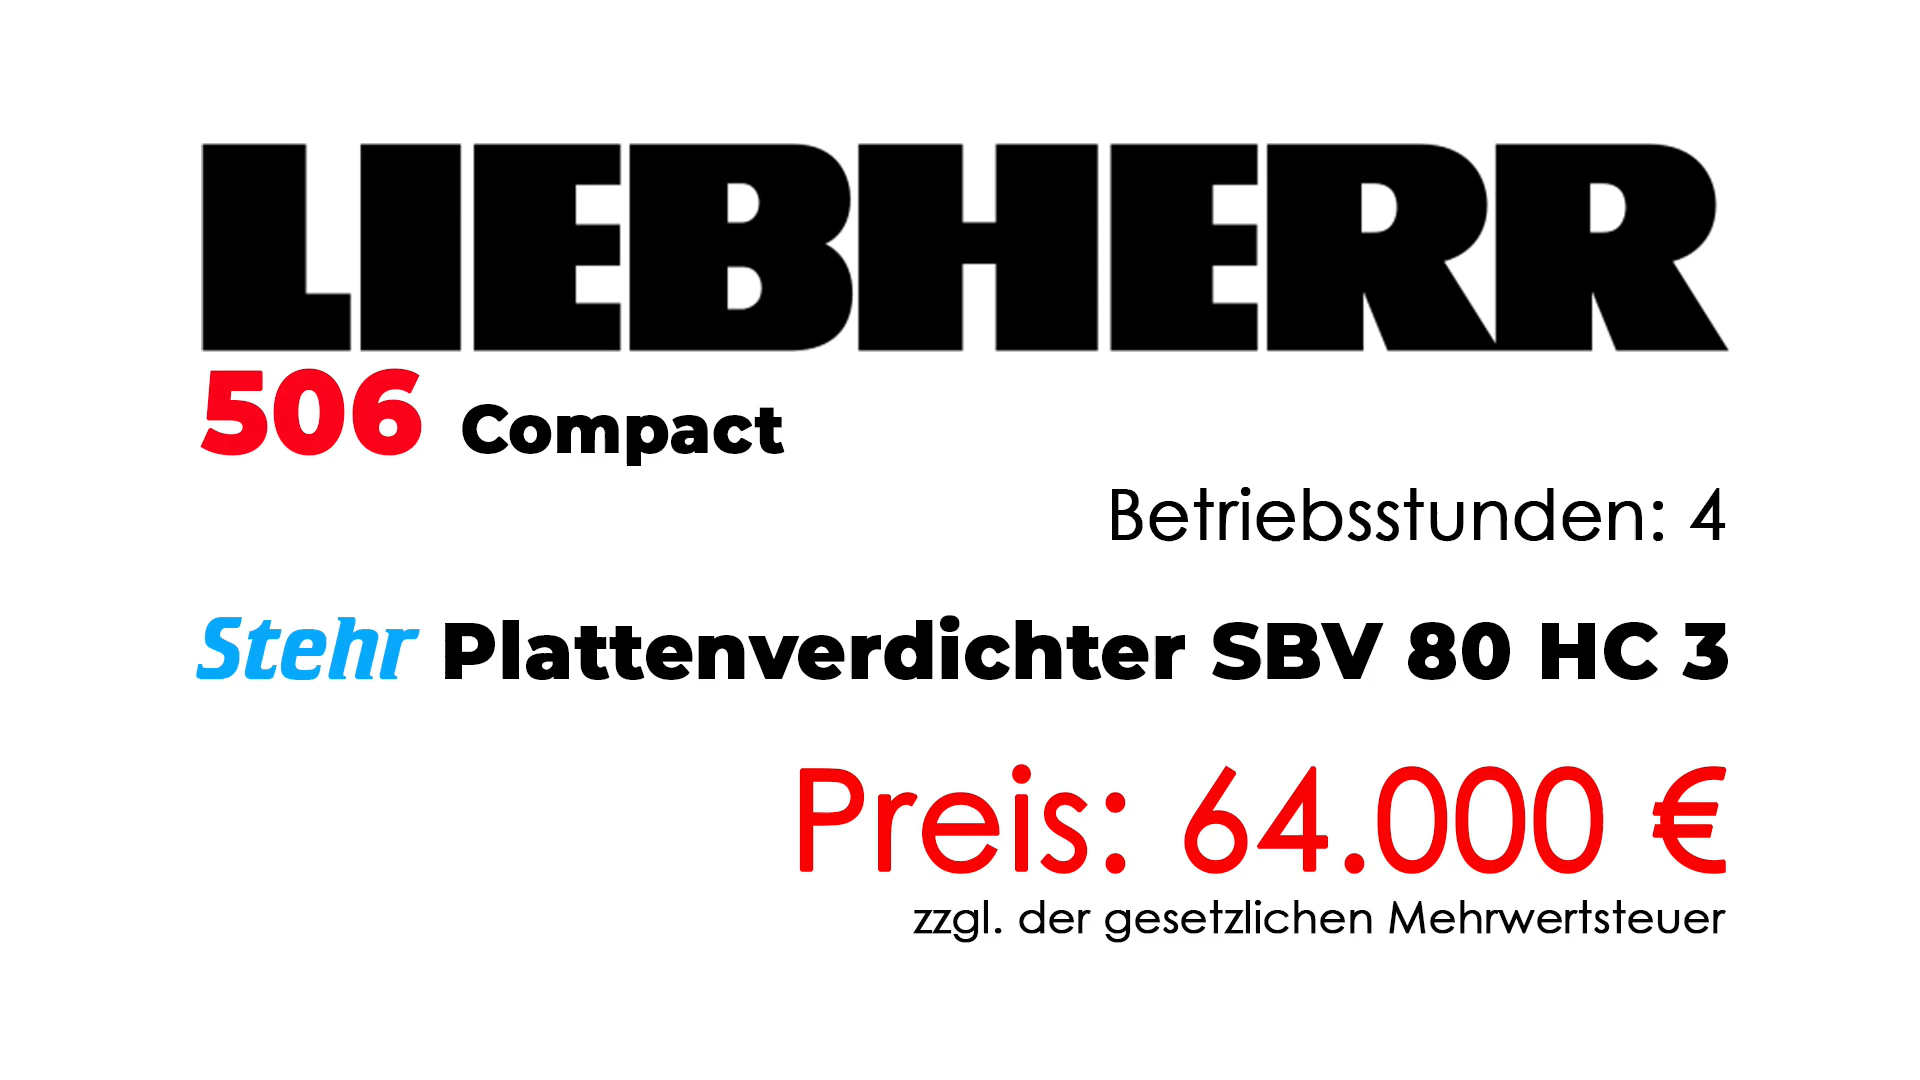 LIEBHERR
506 Compact
Betriebsstunden: 4
Stehr Plattenverdichter SBV 80 HC 3
Preis: 64.000 €
zzgl. der gesetzlichen Mehrwertsteuer